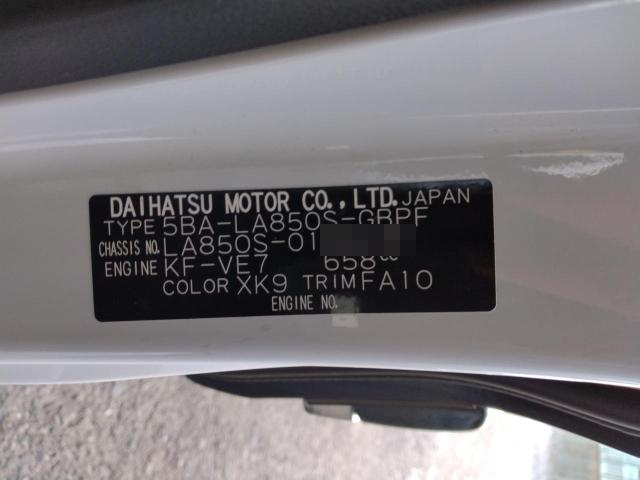 DAIHATSU MOTOR CO., LTD. JAPAN
TYPE 5BA-LA850S-GBPF
CHASSIS NO. LA850S-01
ENGINE KF-VE7 658cc
COLOR XK9 TRIM FA10
ENGINE NO.